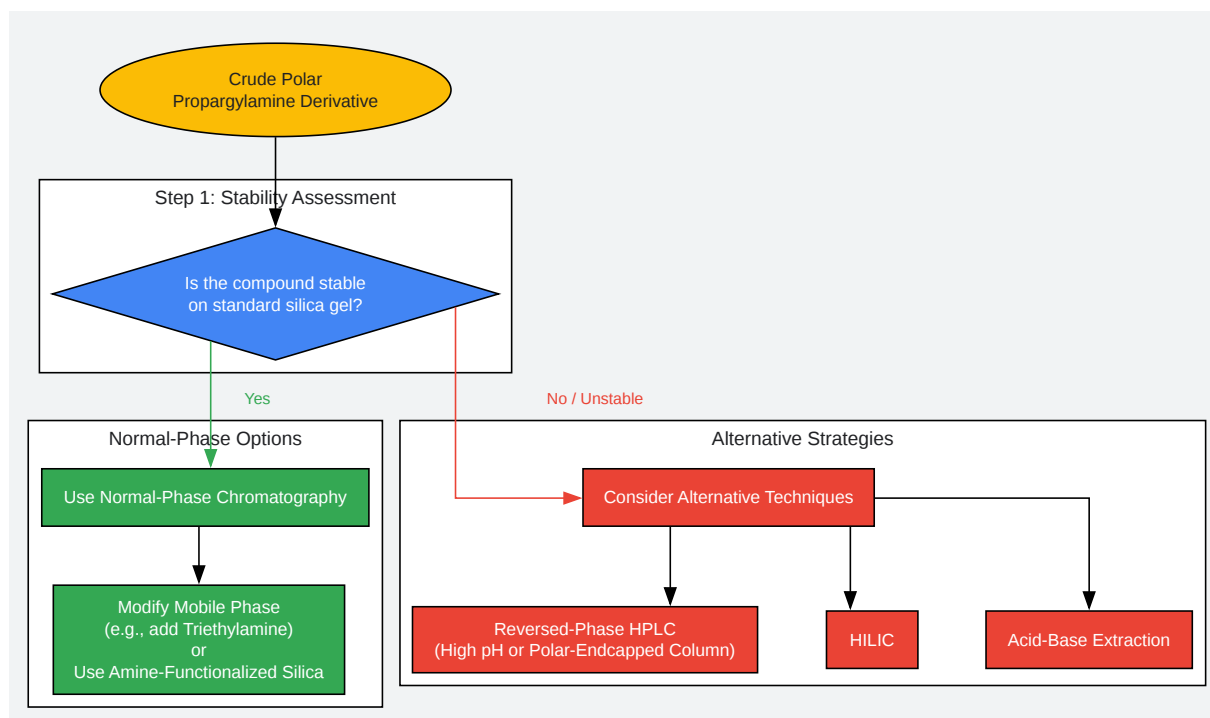 Crude Polar
Propargylamine Derivative
Step 1: Stability Assessment
Is the compound stable
on standard silica gel?
Yes
No / Unstable
Normal-Phase Options
Use Normal-Phase Chromatography
Modify Mobile Phase
(e.g., add Triethylamine)
or
Use Amine-Functionalized Silica
Alternative Strategies
Consider Alternative Techniques
Reversed-Phase HPLC
(High pH or Polar-Endcapped Column)
HILIC
Acid-Base Extraction